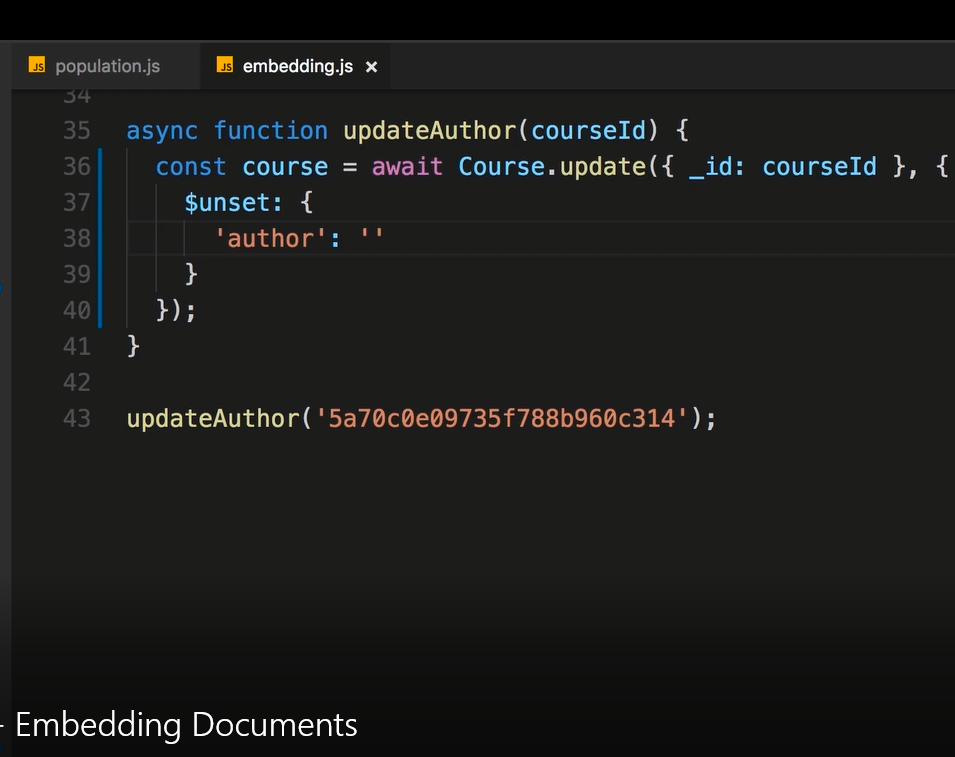 JS population.js JS embedding.js ×
34
35 async function updateAuthor(courseId) {
36 const course = await Course.update({ _id: courseId }, {
37 $unset: {
38 'author': ''
39 }
40 });
41 }
42
43 updateAuthor('5a70c0e09735f788b960c314');
- Embedding Documents